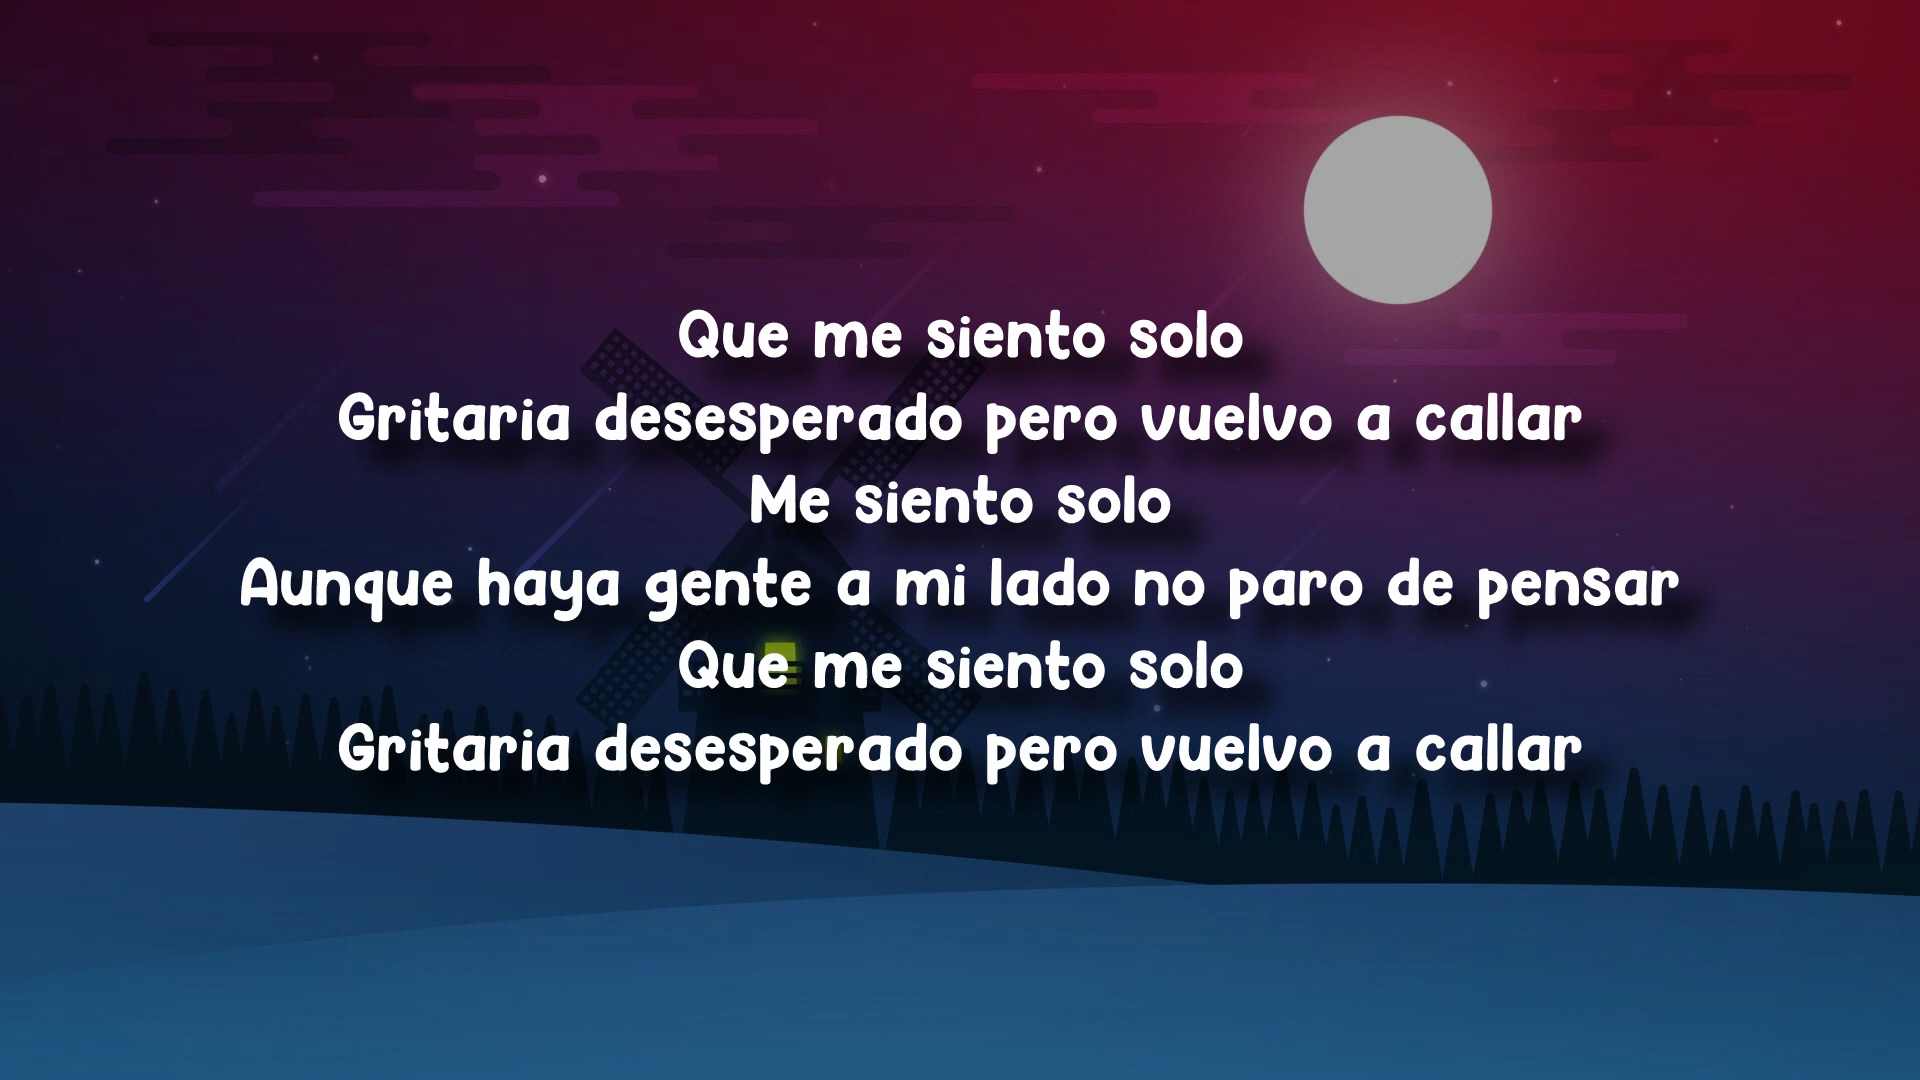 Que me siento solo
Gritaria desesperado pero vuelvo a callar
Me siento solo
Aunque haya gente a mi lado no paro de pensar
Que me siento solo
Gritaria desesperado pero vuelvo a callar